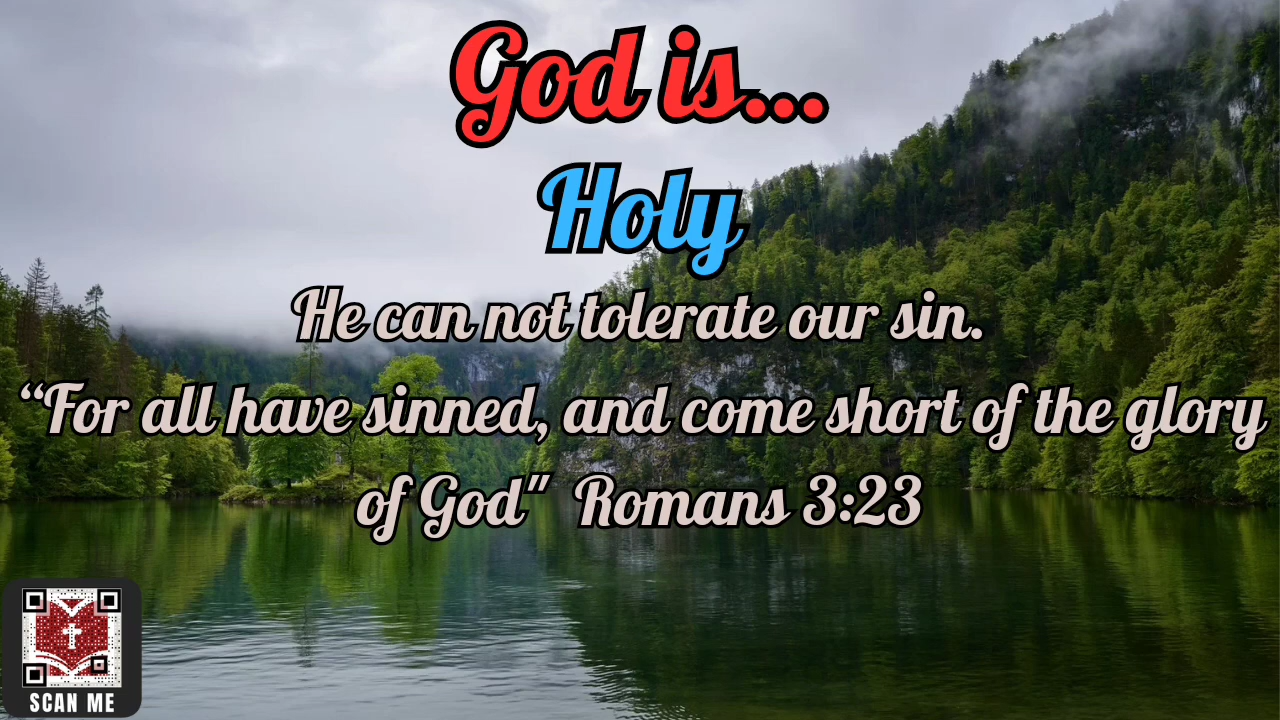 God is...
Holy
He can not tolerate our sin.
“For all have sinned, and come short of the glory
of God" Romans 3:23
SCAN ME